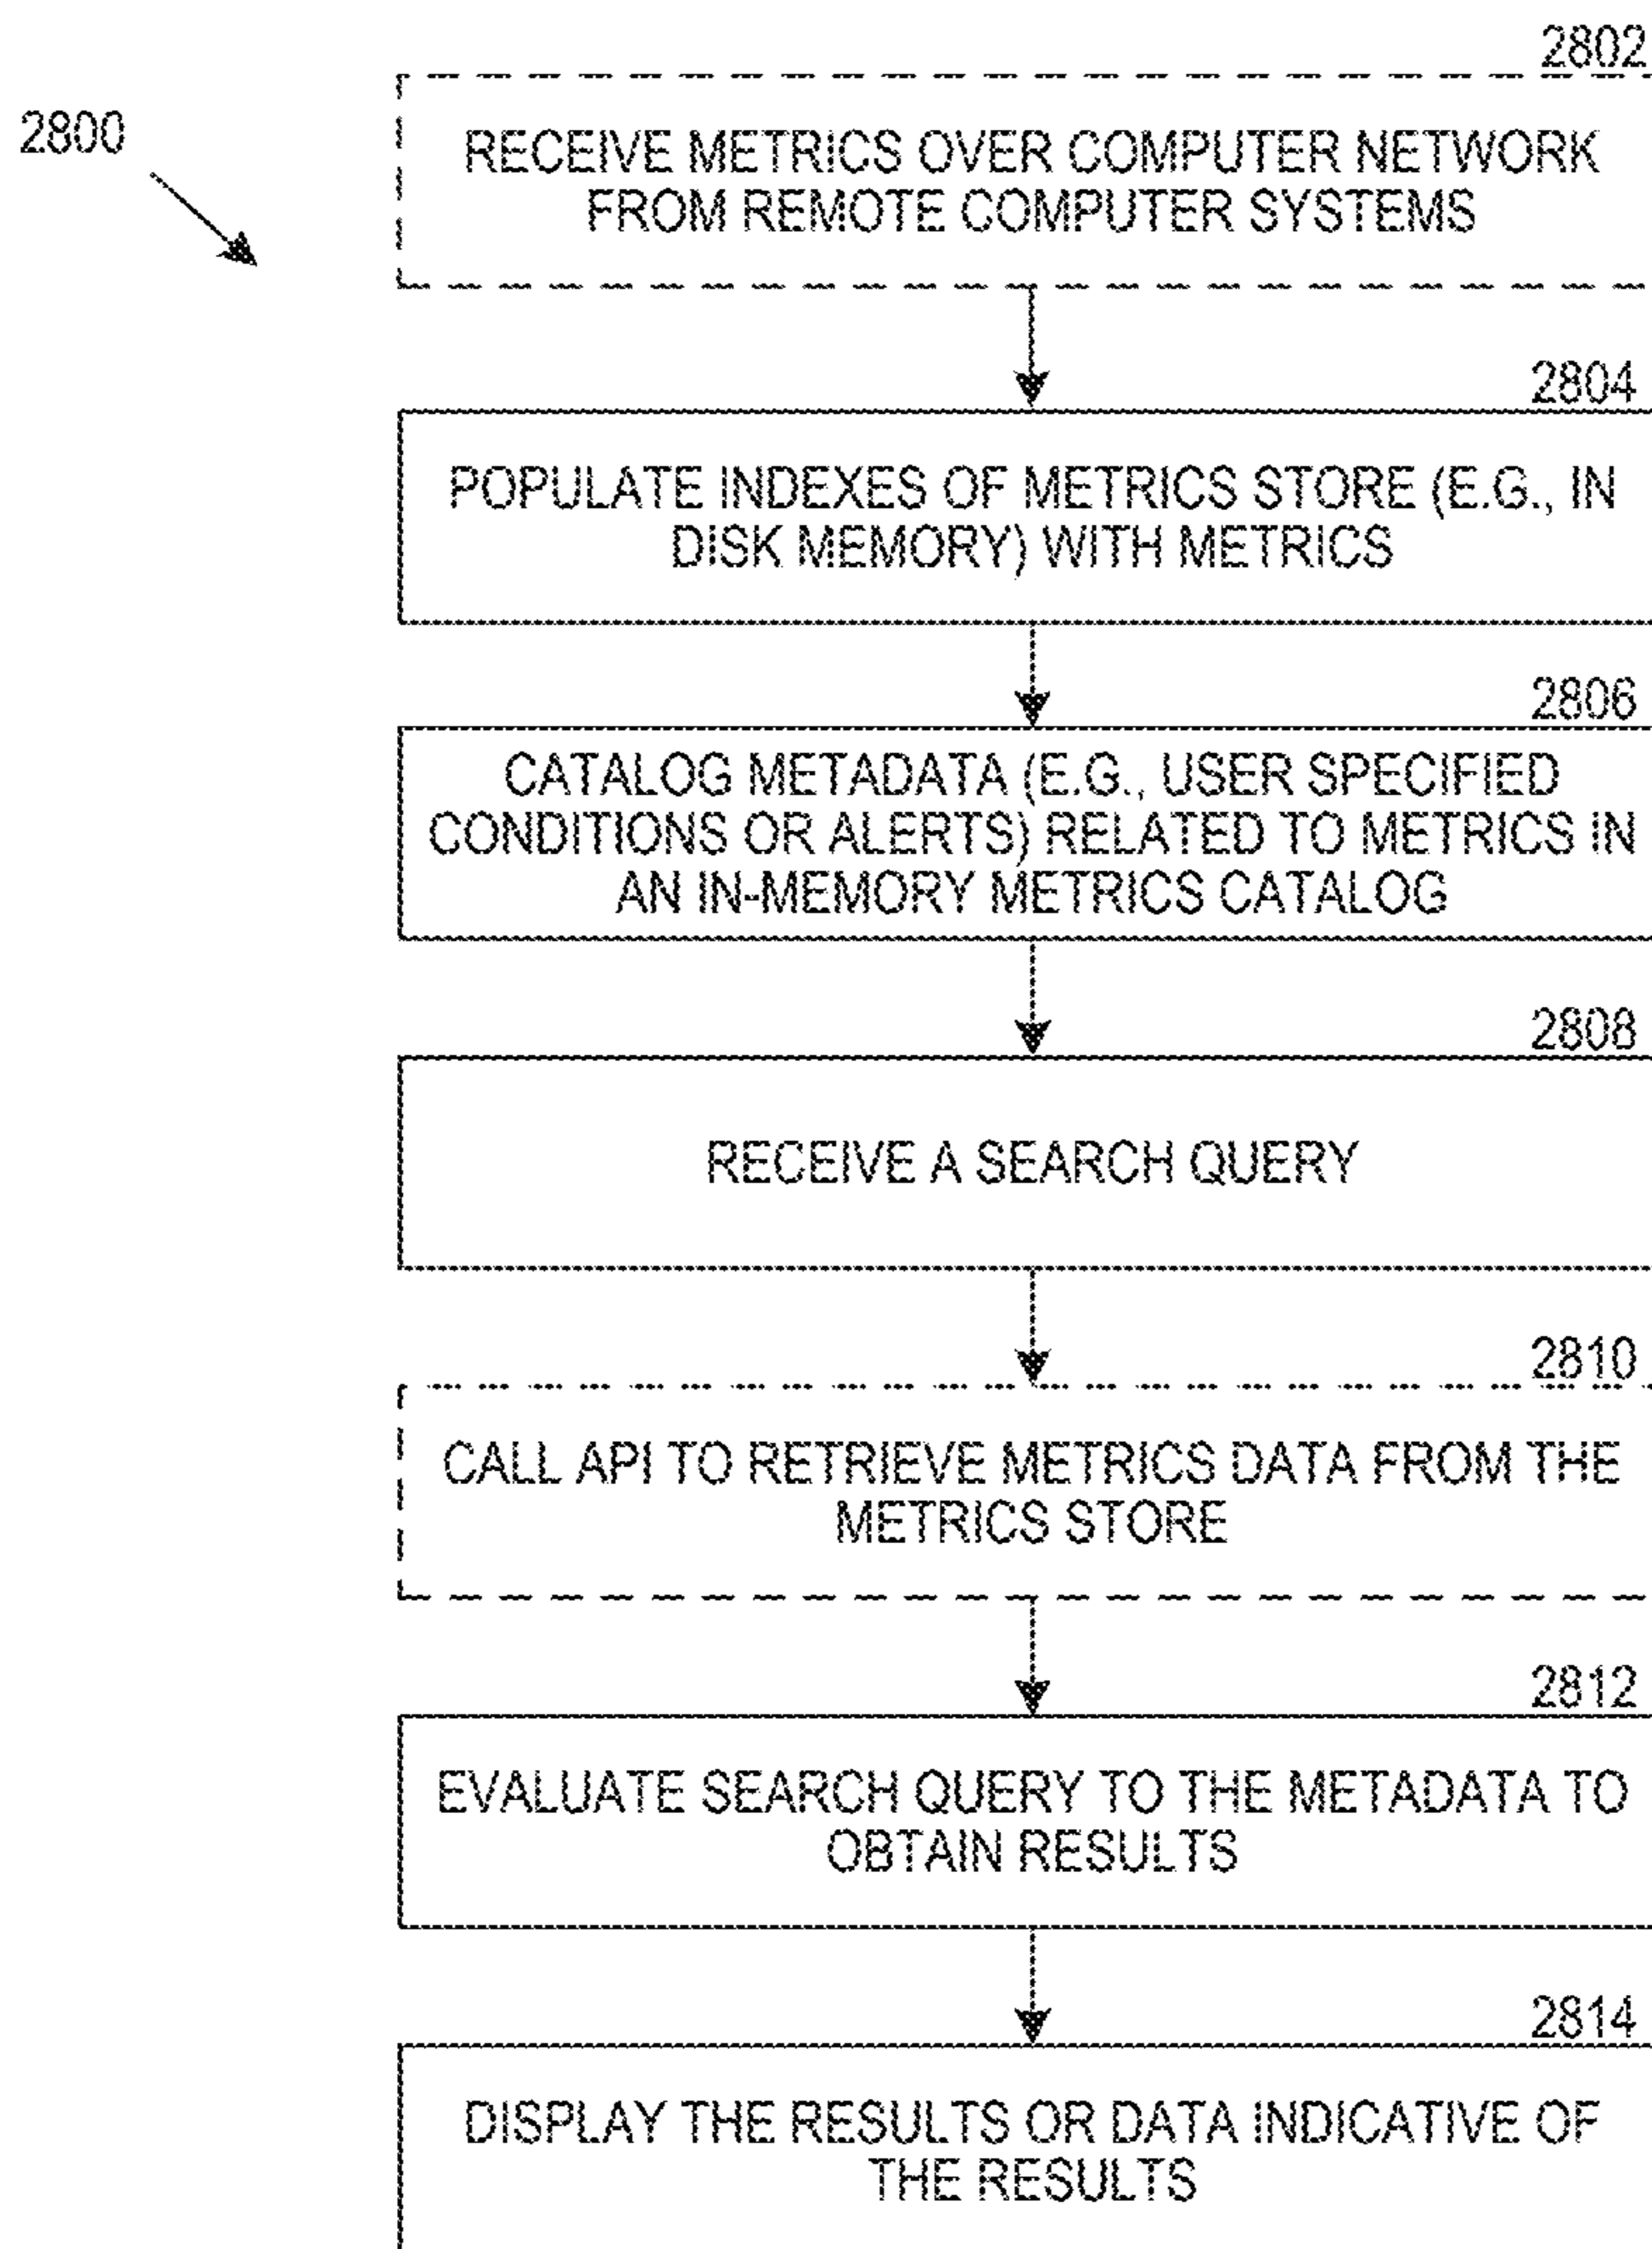 2802
2800
RECEIVE METRICS OVER COMPUTER NETWORK
FROM REMOTE COMPUTER SYSTEMS
2804
POPULATE INDEXES OF METRICS STORE (E.G., IN
DISK MEMORY) WITH METRICS
2806
CATALOG METADATA (E.G., USER SPECIFIED
CONDITIONS OR ALERTS) RELATED TO METRICS IN
AN IN-MEMORY METRICS CATALOG
2808
RECEIVE A SEARCH QUERY
2810
CALL API TO RETRIEVE METRICS DATA FROM THE
METRICS STORE
2812
EVALUATE SEARCH QUERY TO THE METADATA TO
OBTAIN RESULTS
2814
DISPLAY THE RESULTS OR DATA INDICATIVE OF
THE RESULTS